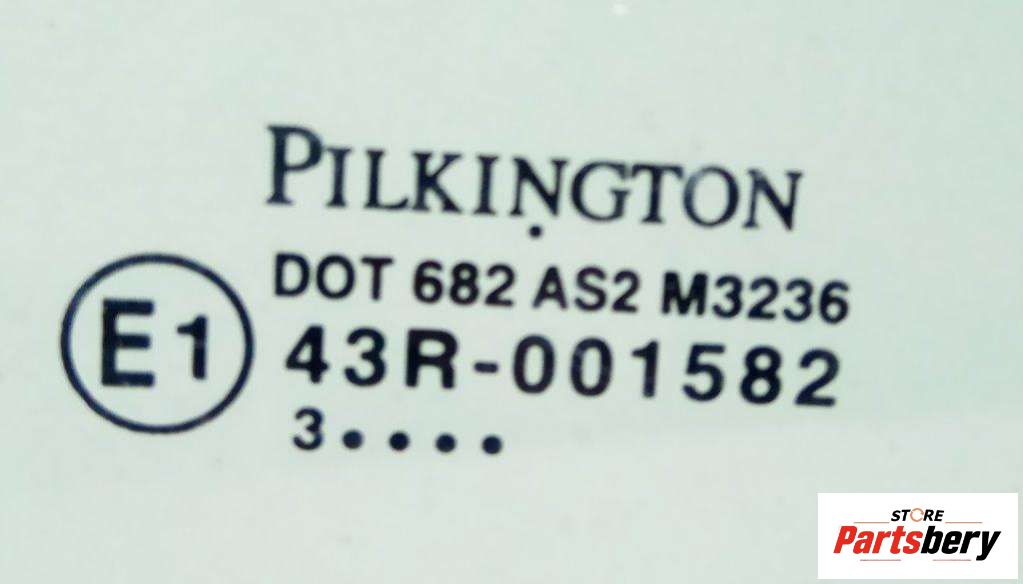 PILKINGTON
.
DOT 682 AS2 M3236
E1
43R-001582
3••••
STORE
Partsbery